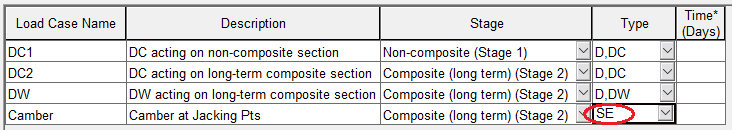 Load Case Name Description Stage Type Time*
(Days)
DC1 DC acting on non-composite section Non-composite (Stage 1) D,DC
DC2 DC acting on long-term composite section Composite (long term) (Stage 2) D,DC
DW DW acting on long-term composite section Composite (long term) (Stage 2) D,DW
Camber Camber at Jacking Pts Composite (long term) (Stage 2) SE